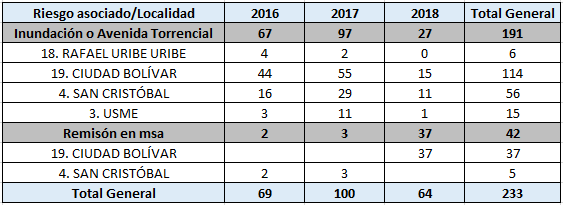 Riesgo asociado/Localidad 2016 2017 2018 Total General
Inundación o Avenida Torrencial 67 97 27 191
18. RAFAEL URIBE URIBE 4 2 0 6
19. CIUDAD BOLÍVAR 44 55 15 114
4. SAN CRISTÓBAL 16 29 11 56
3. USME 3 11 1 15
Remisón en msa 2 3 37 42
19. CIUDAD BOLÍVAR 37 37
4. SAN CRISTÓBAL 2 3 5
Total General 69 100 64 233